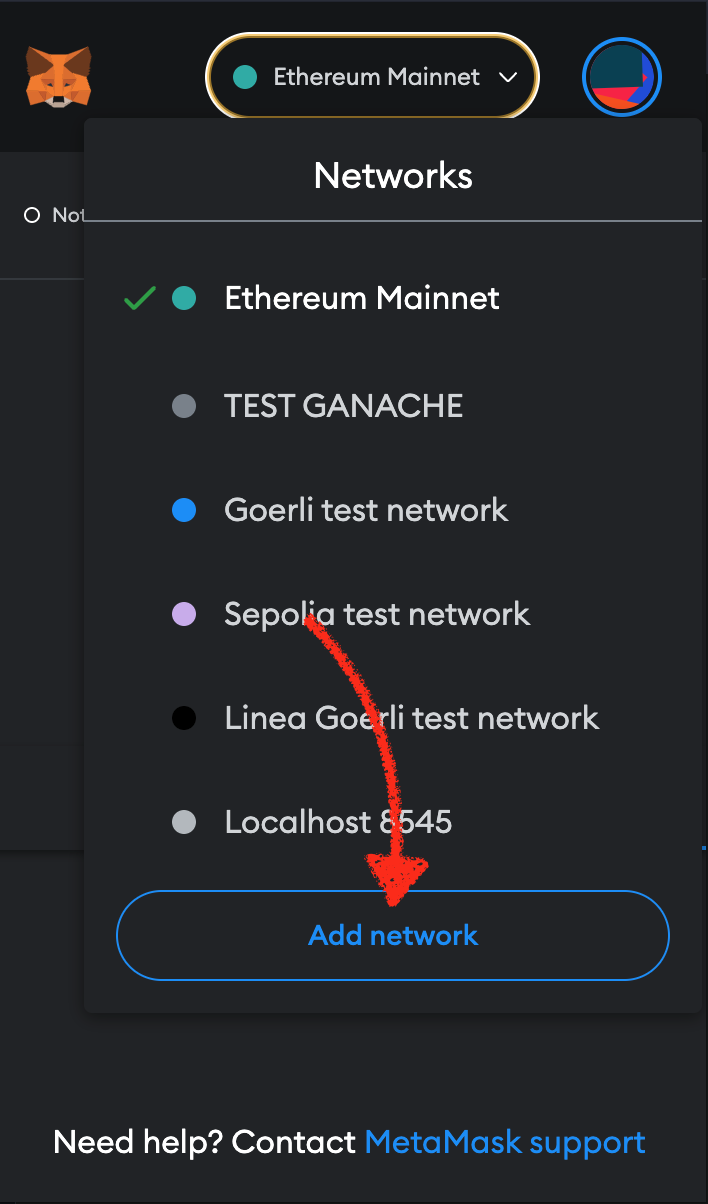 Ethereum Mainnet
Networks
Not
Ethereum Mainnet
TEST GANACHE
Goerli test network
Sepolia test network
Linea Goerli test network
Localhost 8545
Add network
Need help? Contact MetaMask support